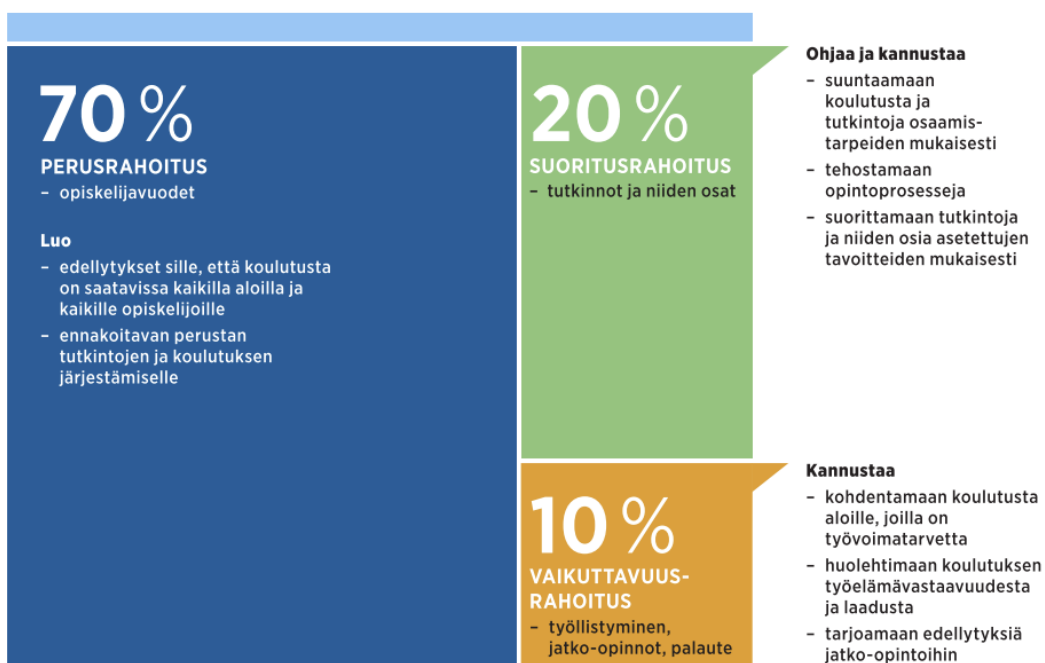 70 %
PERUSRAHOITUS
– opiskelijavuodet
Luo
– edellytykset sille, että koulutusta
on saatavissa kaikilla aloilla ja
kaikille opiskelijoille
– ennakoitavan perustan
tutkintojen ja koulutuksen
järjestämiselle
20 %
SUORITUSRAHOITUS
– tutkinnot ja niiden osat
Ohjaa ja kannustaa
– suuntaamaan
koulutusta ja
tutkintoja osaamis-
tarpeiden mukaisesti
– tehostamaan
opintoprosesseja
– suorittamaan tutkintoja
ja niiden osia asetettujen
tavoitteiden mukaisesti
10 %
VAIKUTTAVUUS-
RAHOITUS
– työllistyminen,
jatko-opinnot, palaute
Kannustaa
– kohdentamaan koulutusta
aloille, joilla on
työvoimatarvetta
– huolehtimaan koulutuksen
työelämävastaavuudesta
ja laadusta
– tarjoamaan edellytyksiä
jatko-opintoihin